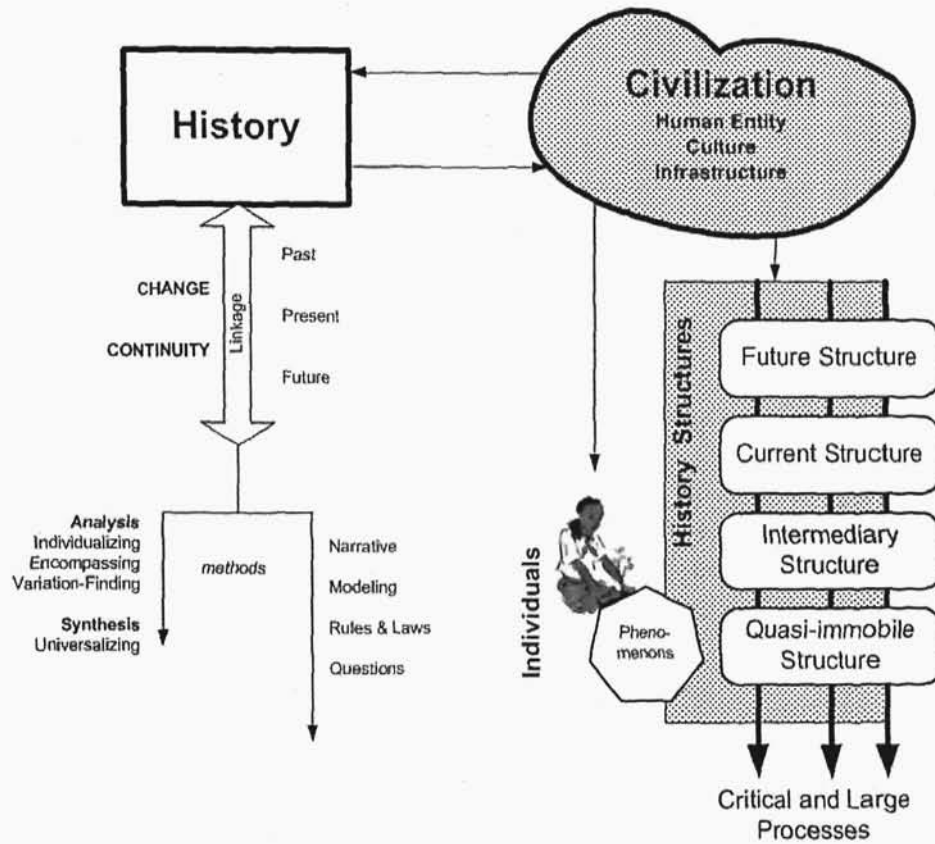 History
Civilization
Human Entity
Culture
Infrastructure
CHANGE
CONTINUITY
Linkage
Past
Present
Future
Analysis
Individualizing
Encompassing
Variation-Finding
Synthesis
Universalizing
methods
Narrative
Modeling
Rules & Laws
Questions
Individuals
Pheno-
menons
History Structures
Future Structure
Current Structure
Intermediary
Structure
Quasi-immobile
Structure
Critical and Large
Processes